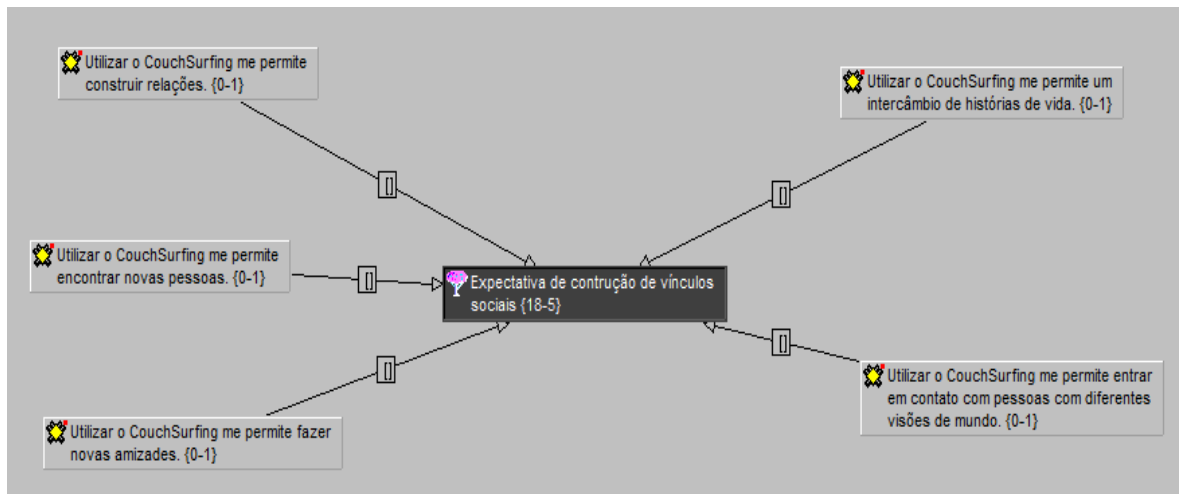 Utilizar o CouchSurfing me permite
construir relações. {0-1}
Utilizar o CouchSurfing me permite um
intercâmbio de histórias de vida. {0-1}
[]
[]
Utilizar o CouchSurfing me permite
encontrar novas pessoas. {0-1}
[]
Expectativa de contrução de vínculos
sociais {18-5}
[]
[]
Utilizar o CouchSurfing me permite entrar
em contato com pessoas com diferentes
visões de mundo. {0-1}
Utilizar o CouchSurfing me permite fazer
novas amizades. {0-1}